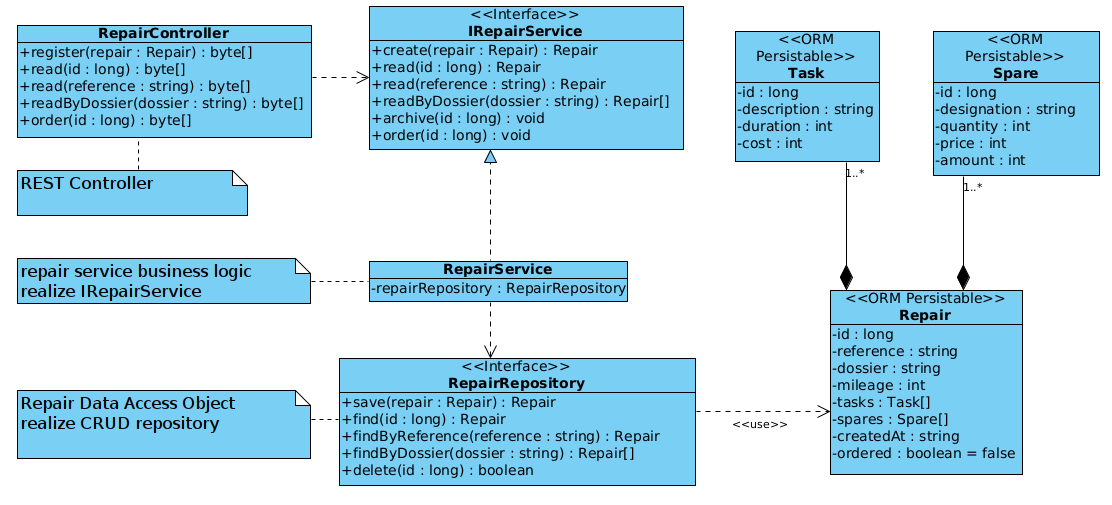 RepairController
+register(repair : Repair) : byte[]
+read(id : long) : byte[]
+read(reference : string) : byte[]
+readByDossier(dossier : string) : byte[]
+order(id : long) : byte[]
REST Controller
<<Interface>>
IRepairService
+create(repair : Repair) : Repair
+read(id : long) : Repair
+read(reference : string) : Repair
+readByDossier(dossier : string) : Repair[]
+archive(id : long) : void
+order(id : long) : void
<<ORM
Persistable>>
Task
-id : long
-description : string
-duration : int
-cost : int
1..*
<<ORM
Persistable>>
Spare
-id : long
-designation : string
-quantity : int
-price : int
-amount : int
1..*
repair service business logic
realize IRepairService
RepairService
-repairRepository : RepairRepository
Repair Data Access Object
realize CRUD repository
<<Interface>>
RepairRepository
+save(repair : Repair) : Repair
+find(id : long) : Repair
+findByReference(reference : string) : Repair
+findByDossier(dossier : string) : Repair[]
+delete(id : long) : boolean
<<use>>
<<ORM Persistable>>
Repair
-id : long
-reference : string
-dossier : string
-mileage : int
-tasks : Task[]
-spares : Spare[]
-createdAt : string
-ordered : boolean = false